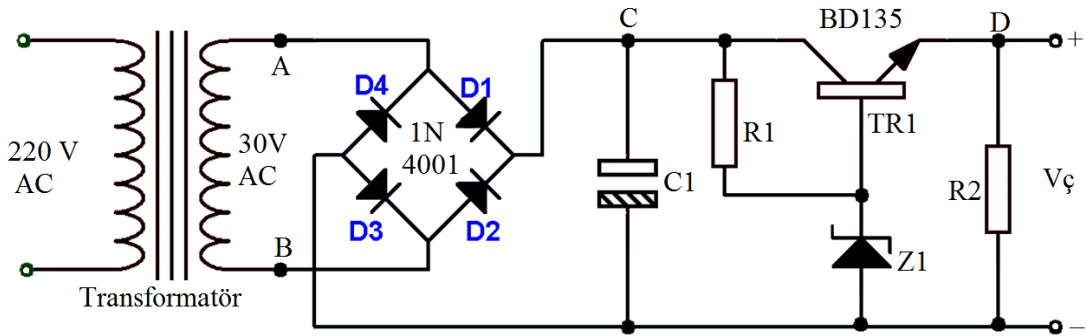 BD135
C
D
+
A
D4
D1
1N
4001
R1
TR1
220 V
AC
30V
AC
C1
R2
Vç
D3
D2
B
Z1
Transformatör
−